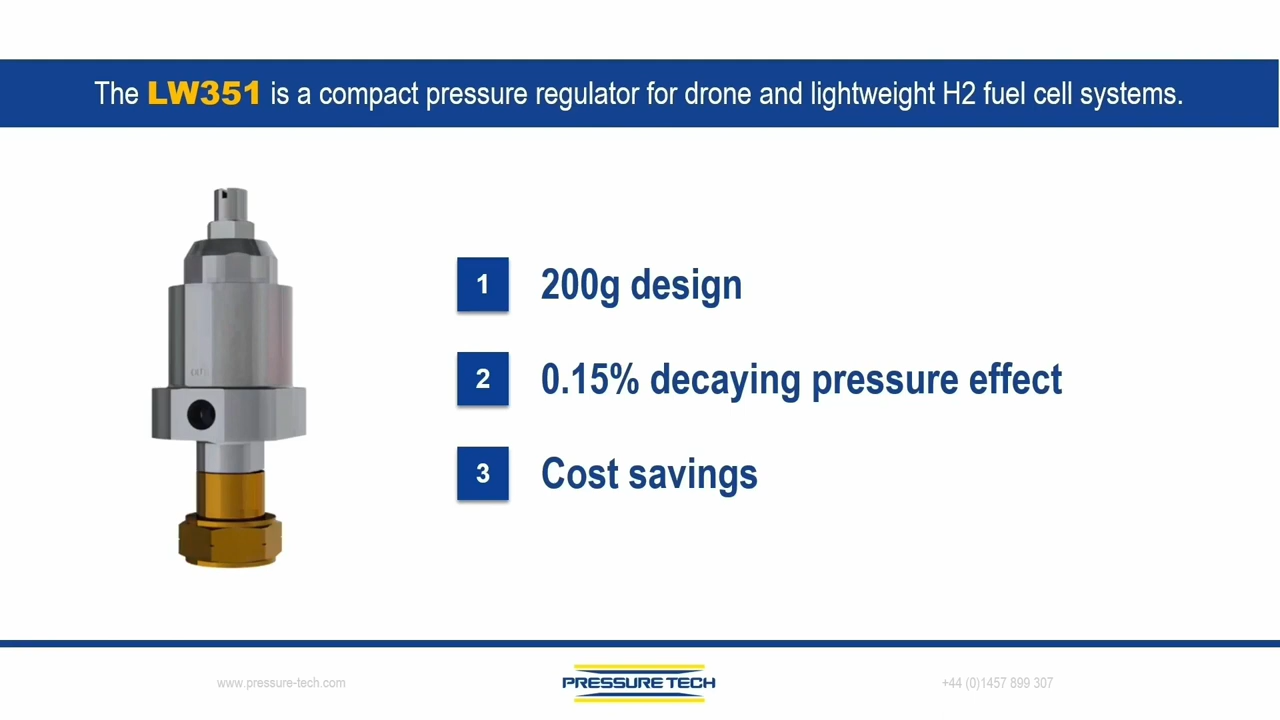 The LW351 is a compact pressure regulator for drone and lightweight H2 fuel cell systems.
1 200g design
2 0.15% decaying pressure effect
3 Cost savings
www.pressure-tech.com
PRESSURE TECH
+44 (0)1457 899 307